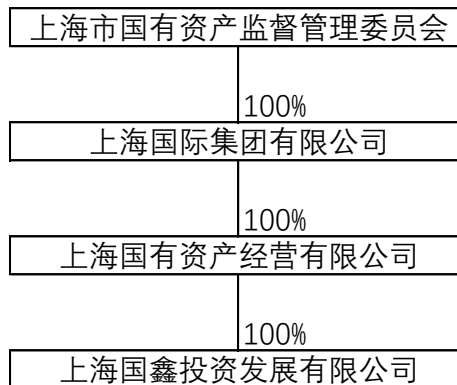 上海市国有资产监督管理委员会
100%
上海国际集团有限公司
100%
上海国有资产经营有限公司
100%
上海国鑫投资发展有限公司